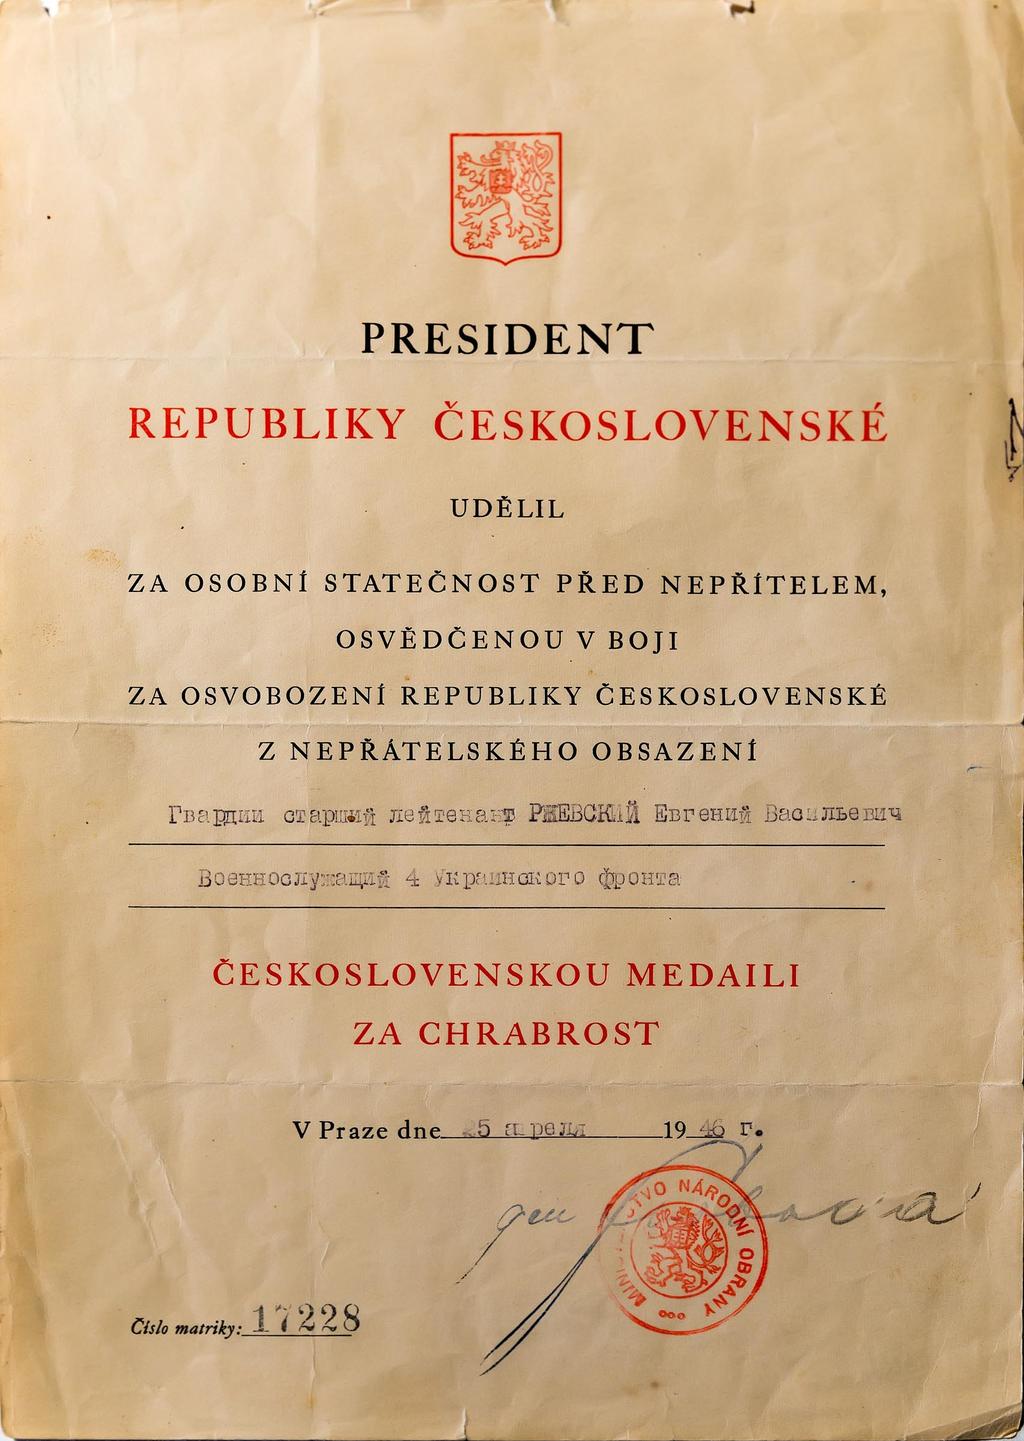 PRESIDENT
REPUBLIKY ČESKOSLOVENSKÉ
UDĚLIL
ZA OSOBNÍ STATEČNOST PŘED NEPŘÍTELEM,
OSVĚDČENOU V BOJI
ZA OSVOBOZENÍ REPUBLIKY ČESKOSLOVENSKÉ
Z NEPŘÁTELSKÉHO OBSAZENÍ
Гвардии старший лейтенант РЖЕВСКИЙ Евгений Васильевич
Военнослужащий 4 Украинского фронта
ČESKOSLOVENSKOU MEDAILI
ZA CHRABROST
V Praze dne 25 апреля 1946 г.
gen
MINISTERSTVO NÁRODNÍ OBRANY
Číslo matriky: 17228